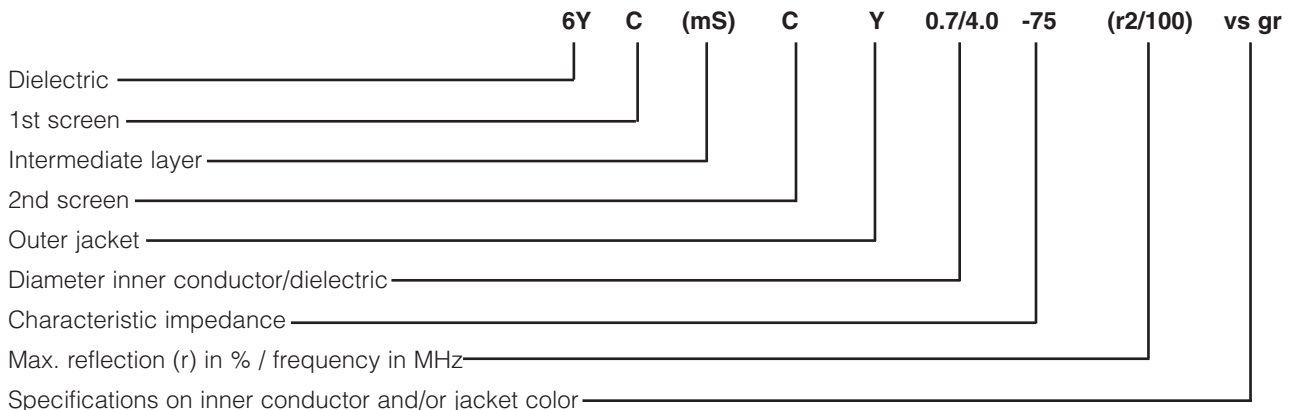 6Y C (mS) C Y 0.7/4.0 -75 (r2/100) vs gr
Dielectric
1st screen
Intermediate layer
2nd screen
Outer jacket
Diameter inner conductor/dielectric
Characteristic impedance
Max. reflection (r) in % / frequency in MHz
Specifications on inner conductor and/or jacket color